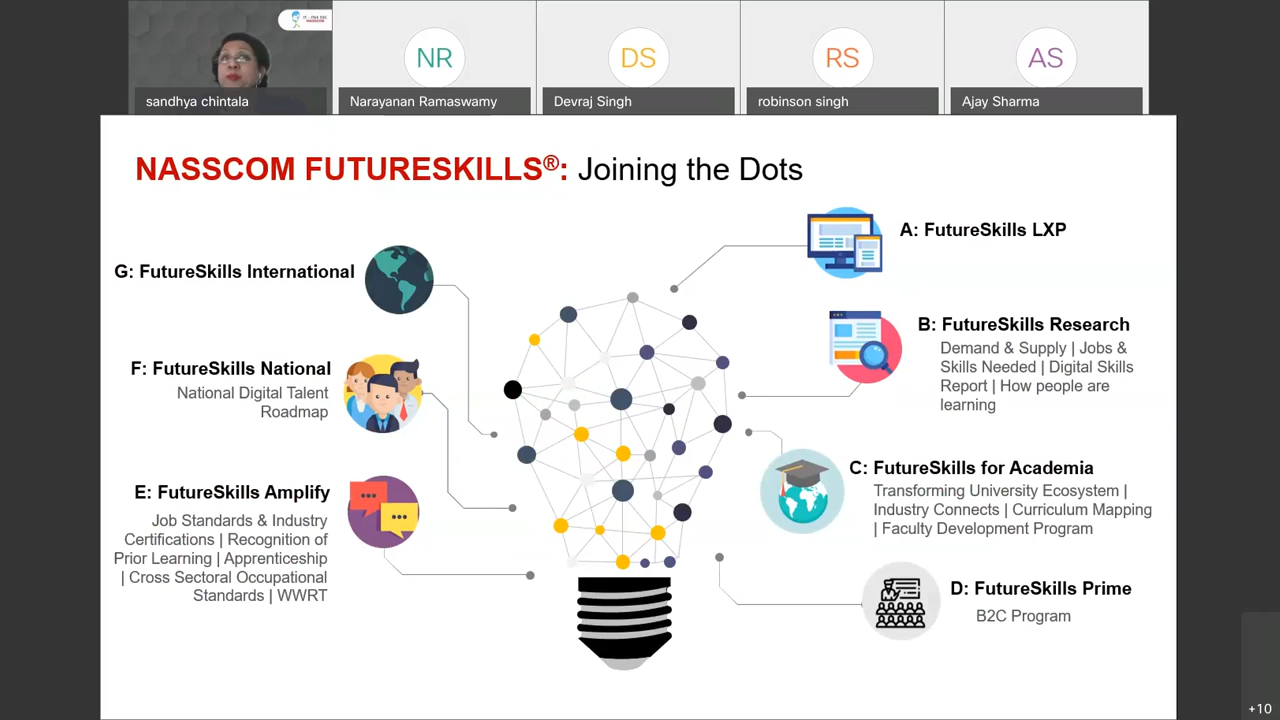 IT - ITeS SSC
NASSCOM
NR
DS
RS
AS
sandhya chintala
Narayanan Ramaswamy
Devraj Singh
robinson singh
Ajay Sharma
NASSCOM FUTURESKILLS®: Joining the Dots
A: FutureSkills LXP
B: FutureSkills Research
Demand & Supply | Jobs &
Skills Needed | Digital Skills
Report | How people are
learning
C: FutureSkills for Academia
Transforming University Ecosystem |
Industry Connects | Curriculum Mapping
| Faculty Development Program
D: FutureSkills Prime
B2C Program
E: FutureSkills Amplify
Job Standards & Industry
Certifications | Recognition of
Prior Learning | Apprenticeship
| Cross Sectoral Occupational
Standards | WWRT
F: FutureSkills National
National Digital Talent
Roadmap
G: FutureSkills International
+10